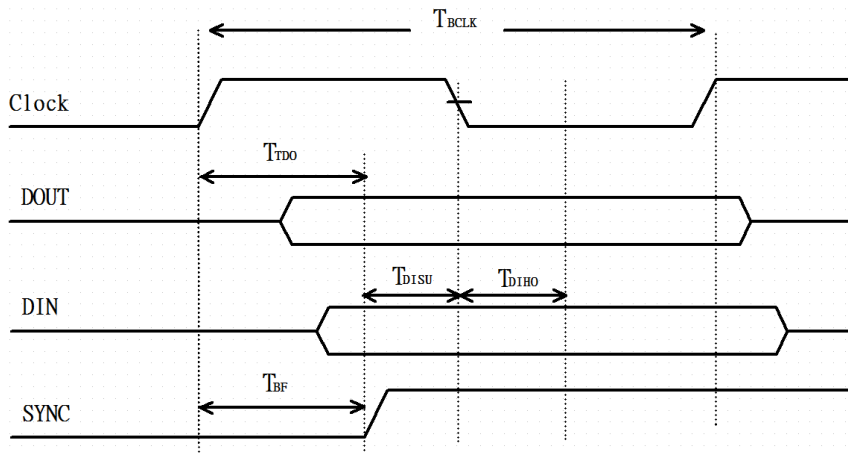 TBCLK
Clock
TTDO
DOUT
TDISU TDIHO
DIN
TBF
SYNC